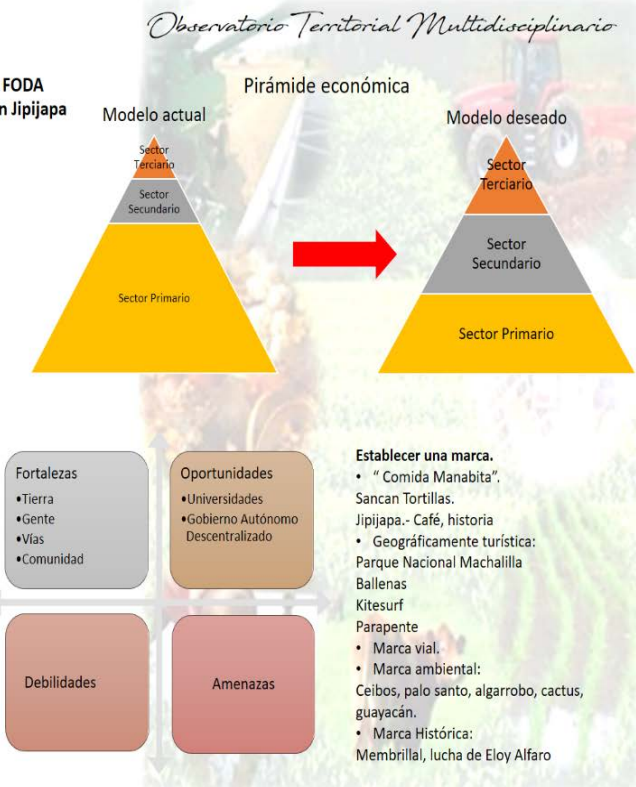 Observatorio Territorial Multidisciplinario
FODA
n Jipijapa
Pirámide económica
Modelo actual
Sector
Terciario
Sector
Secundario
Sector Primario
Modelo deseado
Sector
Terciario
Sector
Secundario
Sector Primario
Fortalezas
•Tierra
•Gente
•Vías
•Comunidad
Oportunidades
•Universidades
•Gobierno Autónomo
Descentralizado
Debilidades
Amenazas
Establecer una marca.
• “ Comida Manabita”.
Sancan Tortillas.
Jipijapa.- Café, historia
• Geográficamente turística:
Parque Nacional Machalilla
Ballenas
Kitesurf
Parapente
• Marca vial.
• Marca ambiental:
Ceibos, palo santo, algarrobo, cactus,
guayacán.
• Marca Histórica:
Membrillal, lucha de Eloy Alfaro